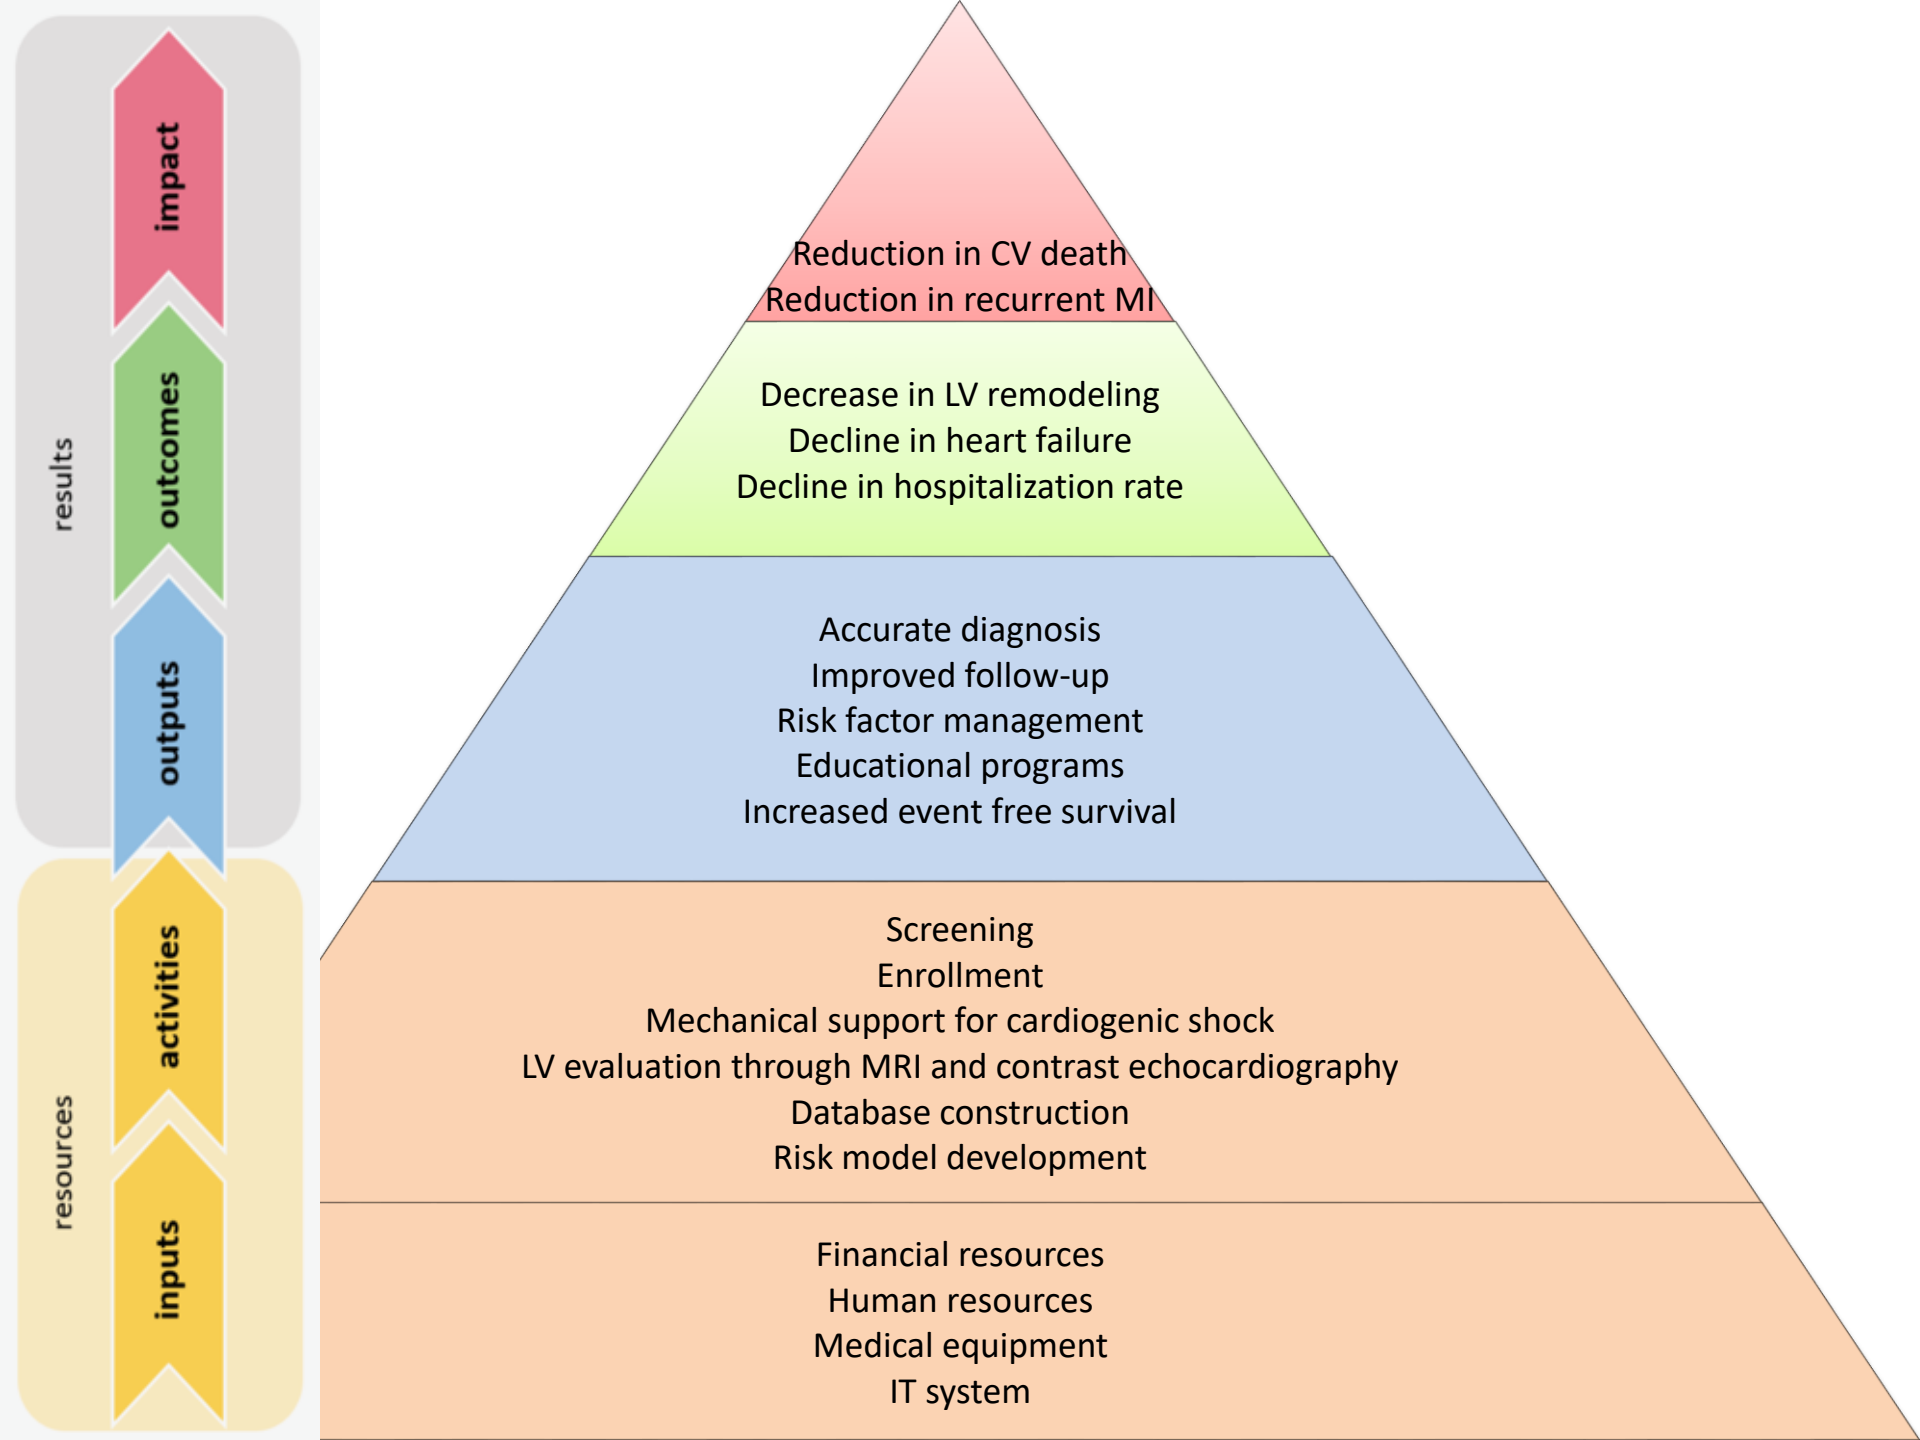 results
impact
outcomes
outputs
resources
activities
inputs
Reduction in CV death
Reduction in recurrent MI
Decrease in LV remodeling
Decline in heart failure
Decline in hospitalization rate
Accurate diagnosis
Improved follow-up
Risk factor management
Educational programs
Increased event free survival
Screening
Enrollment
Mechanical support for cardiogenic shock
LV evaluation through MRI and contrast echocardiography
Database construction
Risk model development
Financial resources
Human resources
Medical equipment
IT system